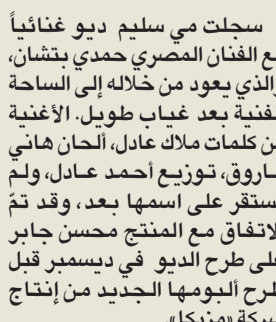 سجلت مي سليم ديو غنائياً
مع الفنان المصري حمدي بتشان،
والذي يعود من خلاله إلى الساحة
الفنية بعد غياب طويل. الأغنية
من كلمات ملاك عادل، ألحان هاني
فاروق، توزيع أحمد عادل، ولم
يستقر على اسمها بعد، وقد تمّ
الاتفاق مع المنتج محسن جابر
على طرح الديو في ديسمبر قبل
طرح ألبومها الجديد من إنتاج
شركة «مزيكا».